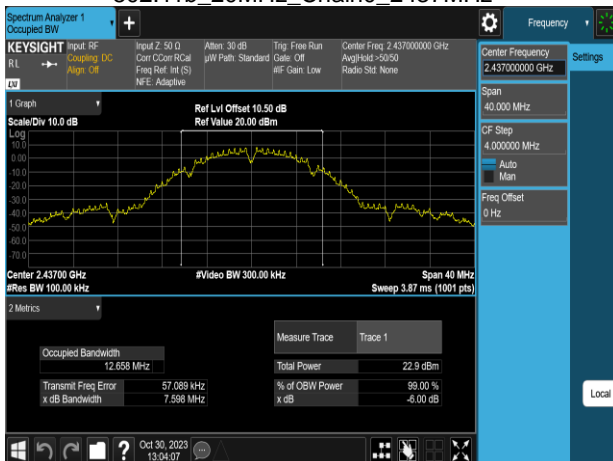 Spectrum Analyzer 1
Occupied BW
Frequency
KEYSIGHT
RL
LXI
Input: RF
Coupling: DC
Align: Off
Input Z: 50 Ω
Corr CCorr RCal
Freq Ref: Int (S)
NFE: Adaptive
Atten: 30 dB
µW Path: Standard
Trig: Free Run
Gate: Off
#IF Gain: Low
Center Freq: 2.437000000 GHz
Avg|Hold:>50/50
Radio Std: None
Center Frequency
2.437000000 GHz
Settings
Span
40.000 MHz
CF Step
4.000000 MHz
Auto
Man
Freq Offset
0 Hz
Local
1 Graph
Scale/Div 10.0 dB
Ref Lvl Offset 10.50 dB
Ref Value 20.00 dBm
Log
10.0
0.00
-10.0
-20.0
-30.0
-40.0
-50.0
-60.0
-70.0
Center 2.43700 GHz
#Res BW 100.00 kHz
#Video BW 300.00 kHz
Span 40 MHz
Sweep 3.87 ms (1001 pts)
2 Metrics
Measure Trace Trace 1
Occupied Bandwidth
12.658 MHz
Total Power 22.9 dBm
Transmit Freq Error 57.089 kHz
% of OBW Power 99.00 %
x dB Bandwidth 7.598 MHz
x dB -6.00 dB
Oct 30, 2023
13:04:07